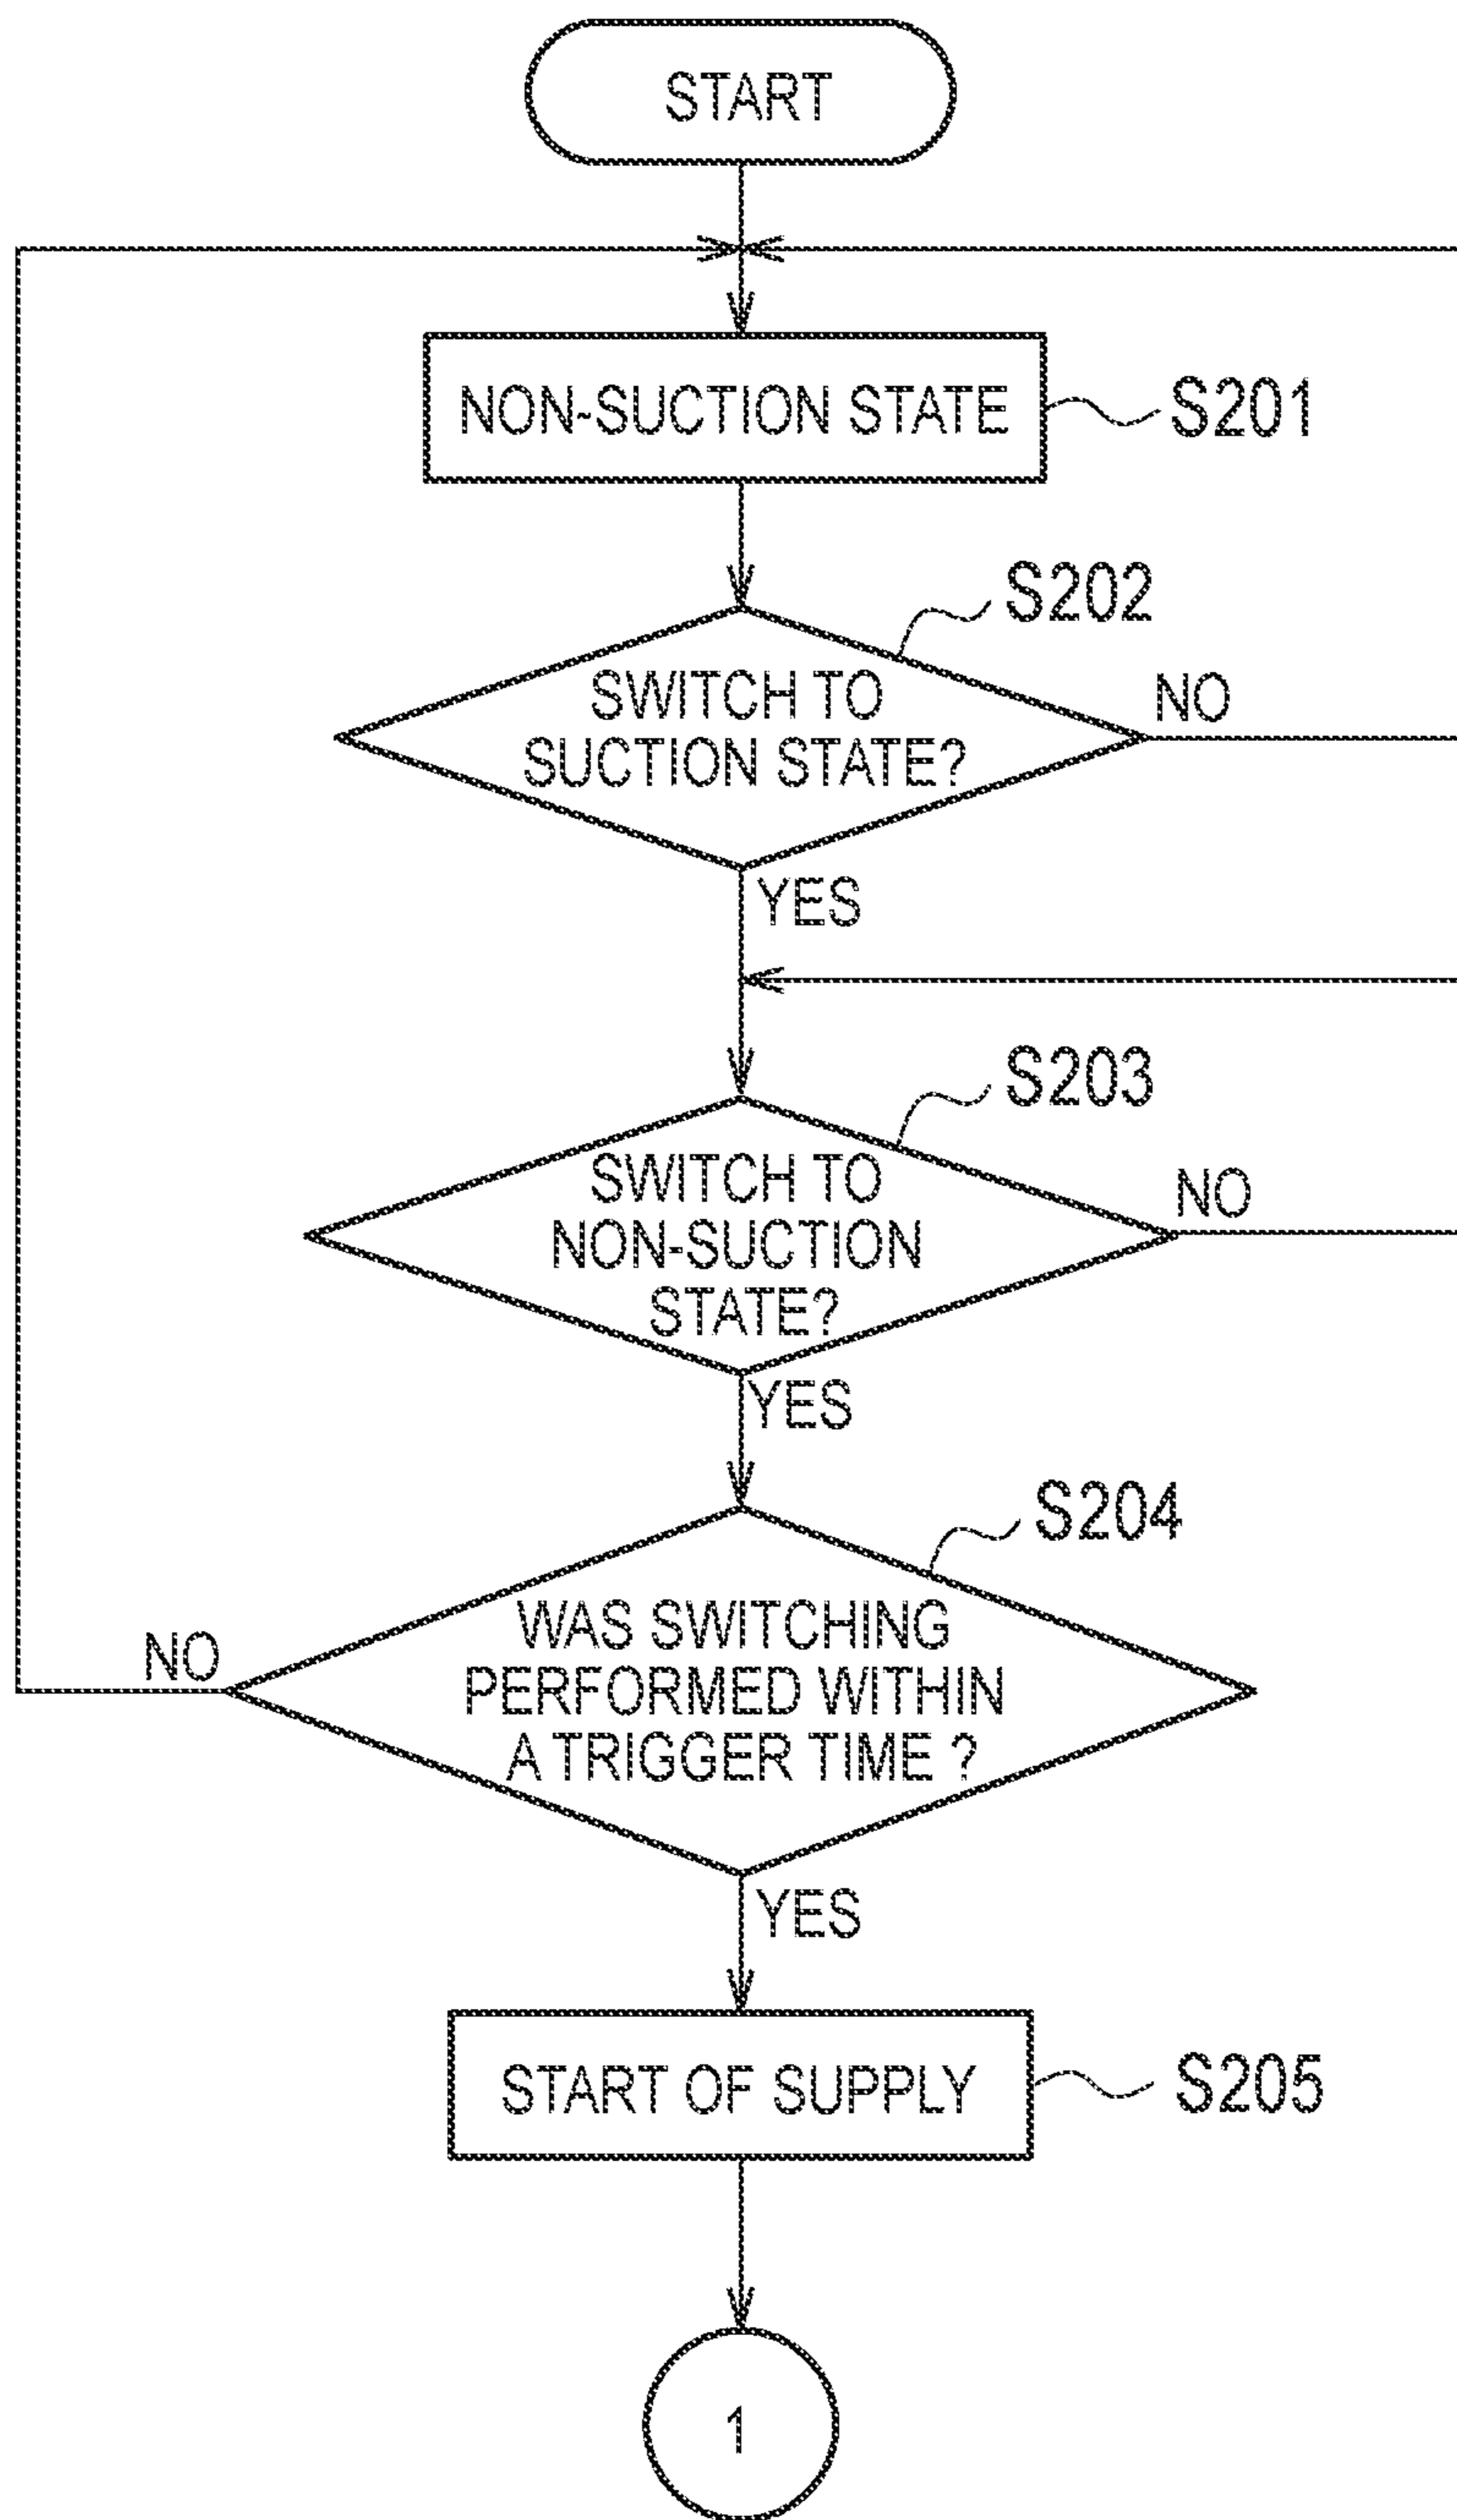 START
NON-SUCTION STATE
S201
S202
SWITCH TO
SUCTION STATE?
NO
YES
S203
SWITCH TO
NON-SUCTION
STATE?
NO
YES
S204
WAS SWITCHING
PERFORMED WITHIN
A TRIGGER TIME ?
NO
YES
START OF SUPPLY
S205
1